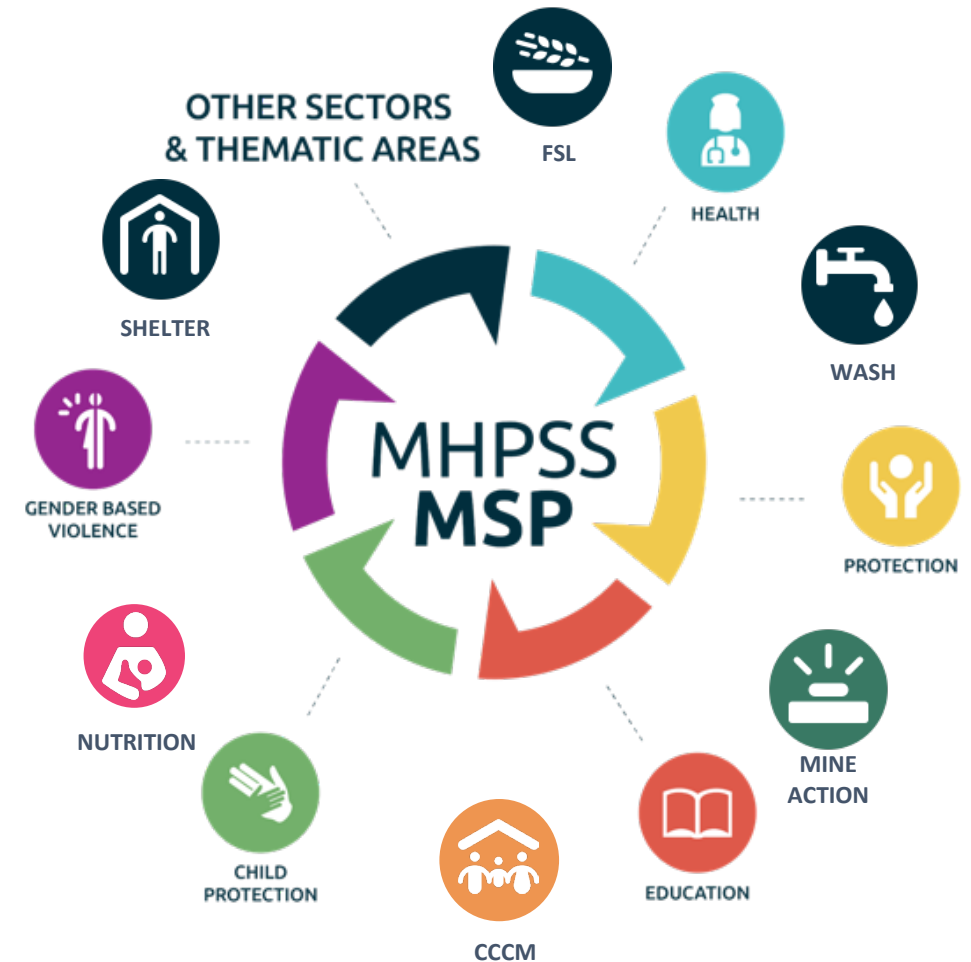 OTHER SECTORS
& THEMATIC AREAS
FSL
HEALTH
SHELTER
WASH
MHPSS
MSP
GENDER BASED
VIOLENCE
PROTECTION
NUTRITION
MINE
ACTION
CHILD
PROTECTION
EDUCATION
CCCM